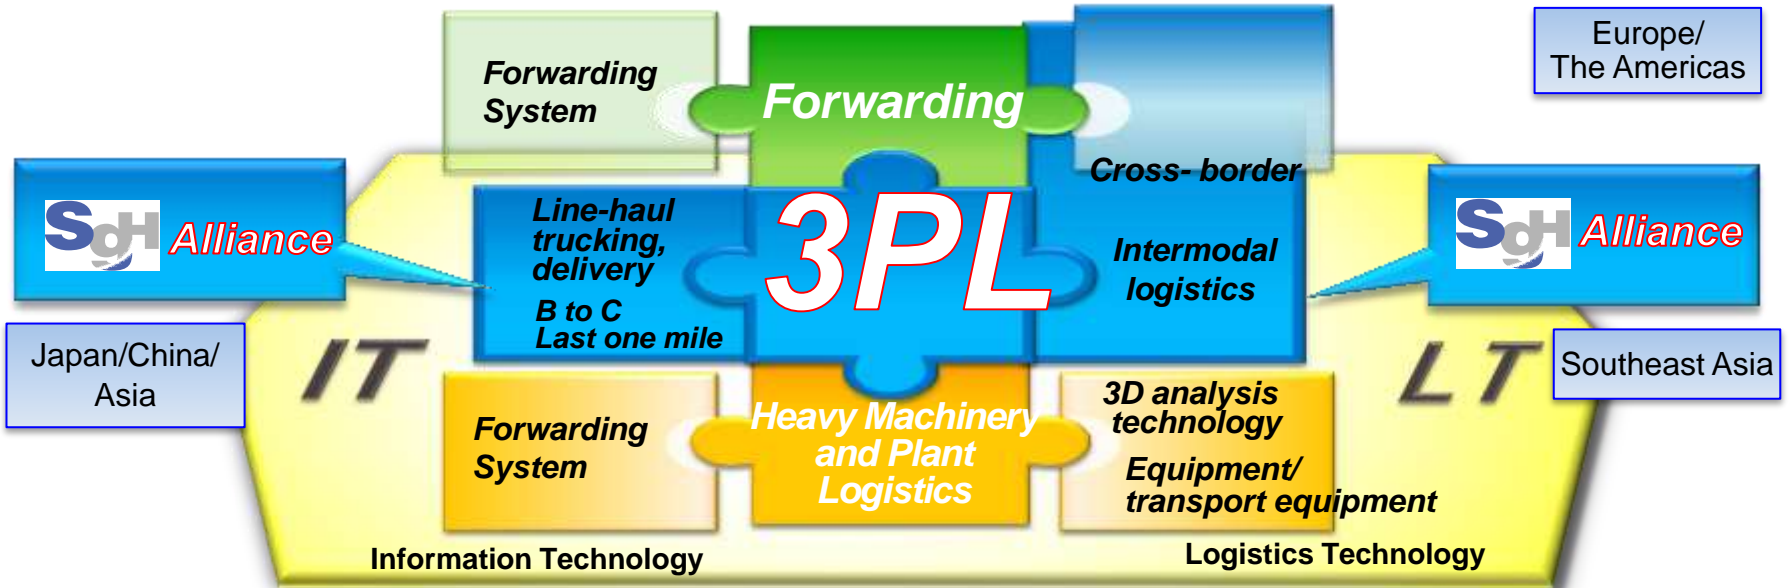 Europe/
The Americas
Forwarding
System
Forwarding
Cross- border
SGH Alliance
Line-haul
trucking,
delivery
B to C
Last one mile
3PL
Intermodal
logistics
SGH Alliance
Japan/China/
Asia
IT
LT
Southeast Asia
Forwarding
System
Heavy Machinery
and Plant
Logistics
3D analysis
technology
Equipment/
transport equipment
Information Technology
Logistics Technology